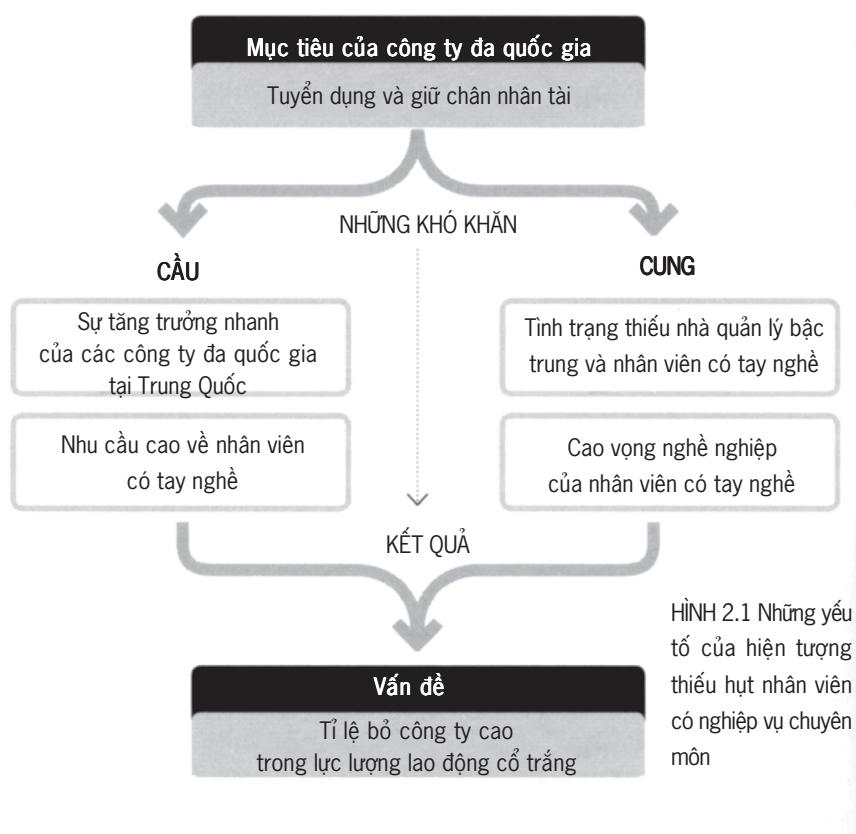 Mục tiêu của công ty đa quốc gia
Tuyển dụng và giữ chân nhân tài
NHỮNG KHÓ KHĂN
CẦU
Sự tăng trưởng nhanh
của các công ty đa quốc gia
tại Trung Quốc
Nhu cầu cao về nhân viên
có tay nghề
CUNG
Tình trạng thiếu nhà quản lý bậc
trung và nhân viên có tay nghề
Cao vọng nghề nghiệp
của nhân viên có tay nghề
KẾT QUẢ
Vấn đề
Tỉ lệ bỏ công ty cao
trong lực lượng lao động cổ trắng
HÌNH 2.1 Những yếu
tố của hiện tượng
thiếu hụt nhân viên
có nghiệp vụ chuyên
môn